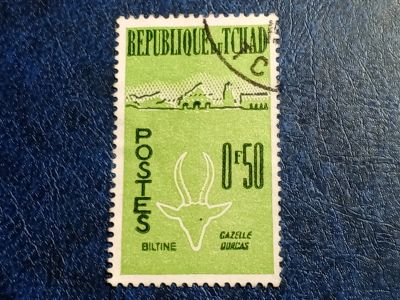 REPUBLIQUE DU TCHAD
POSTES
0F50
BILTINE
GAZELLE
DORCAS